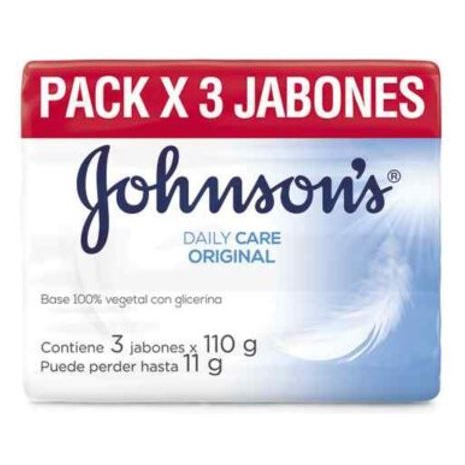 PACK X 3 JABONES
Johnson's®
DAILY CARE
ORIGINAL
Base 100% vegetal con glicerina
Contiene 3 jabones x 110 g
Puede perder hasta 11 g